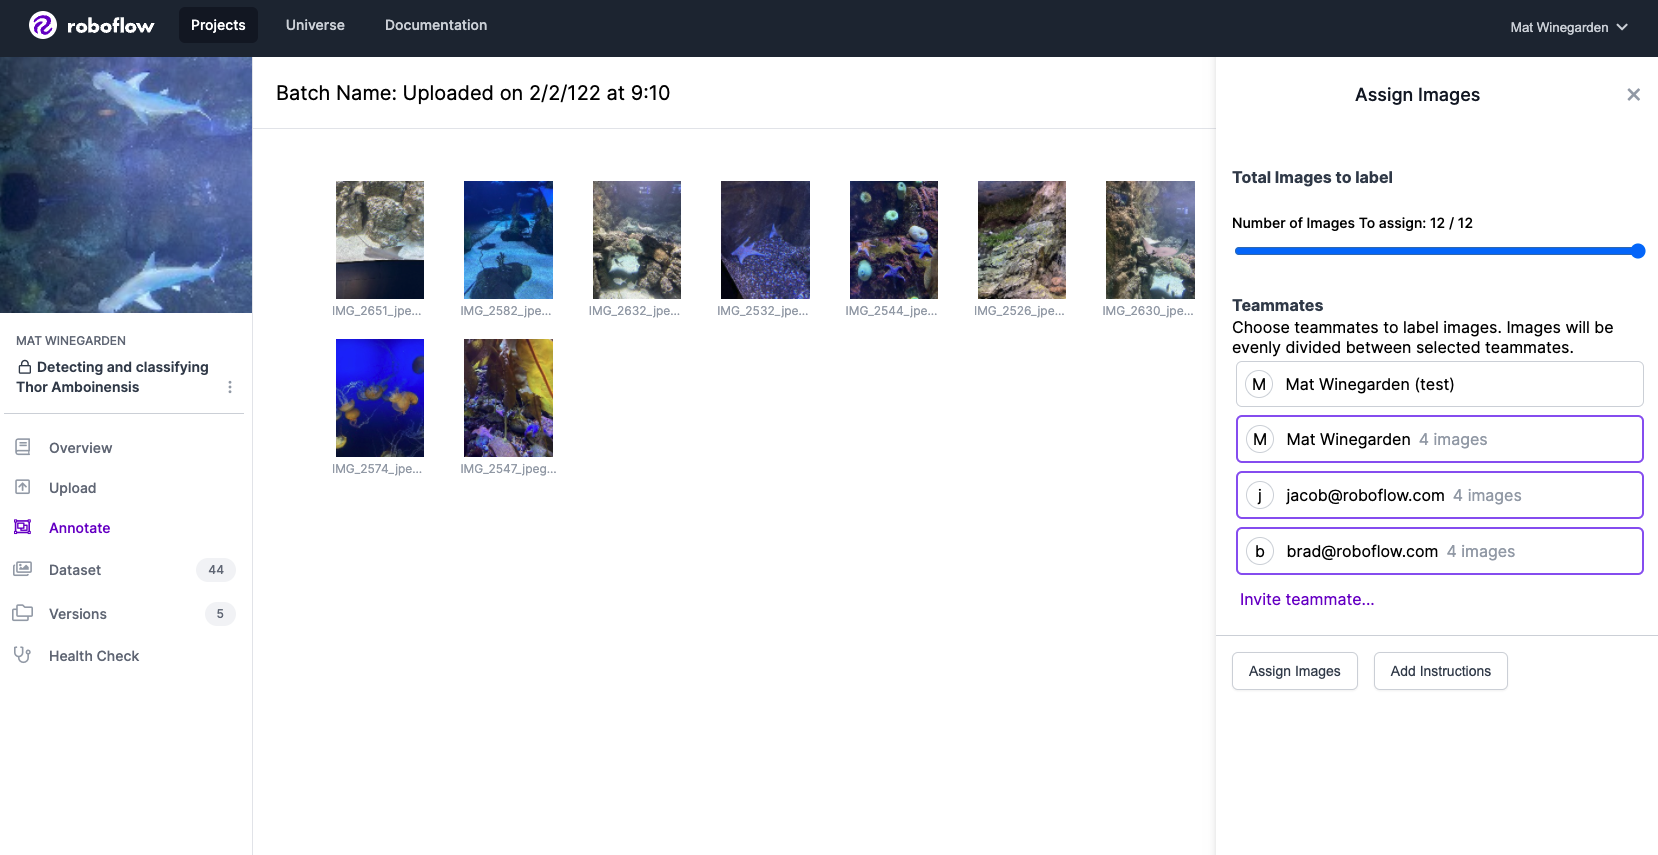 roboflow
Projects
Universe
Documentation
Mat Winegarden
Batch Name: Uploaded on 2/2/122 at 9:10
IMG_2651_jpe...
IMG_2582_jpe...
IMG_2632_jpe...
IMG_2532_jpe...
IMG_2544_jpe...
IMG_2526_jpe...
IMG_2630_jpe...
IMG_2574_jpe...
IMG_2547_jpeg...
MAT WINEGARDEN
Detecting and classifying
Thor Amboinensis
Overview
Upload
Annotate
Dataset 44
Versions 5
Health Check
Assign Images
Total Images to label
Number of Images To assign: 12 / 12
Teammates
Choose teammates to label images. Images will be
evenly divided between selected teammates.
M Mat Winegarden (test)
M Mat Winegarden 4 images
j jacob@roboflow.com 4 images
b brad@roboflow.com 4 images
Invite teammate...
Assign Images
Add Instructions